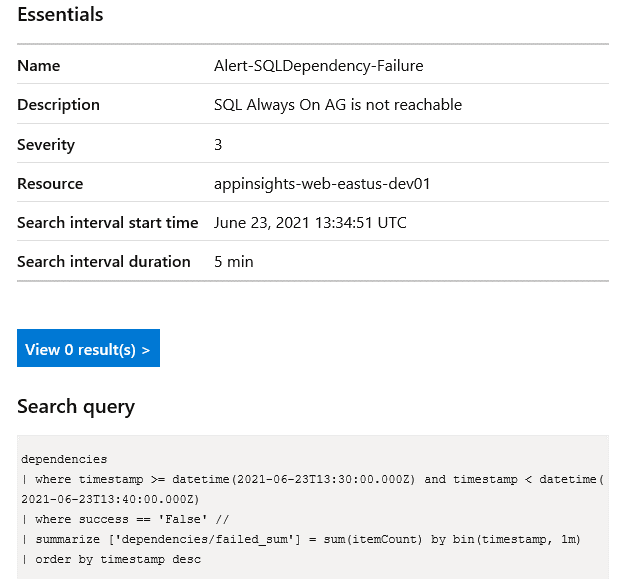 Essentials
Name Alert-SQLDependency-Failure
Description SQL Always On AG is not reachable
Severity 3
Resource appinsights-web-eastus-dev01
Search interval start time June 23, 2021 13:34:51 UTC
Search interval duration 5 min
View 0 result(s) >
Search query
dependencies
| where timestamp >= datetime(2021-06-23T13:30:00.000Z) and timestamp < datetime(
2021-06-23T13:40:00.000Z)
| where success == 'False' //
| summarize ['dependencies/failed_sum'] = sum(itemCount) by bin(timestamp, 1m)
| order by timestamp desc